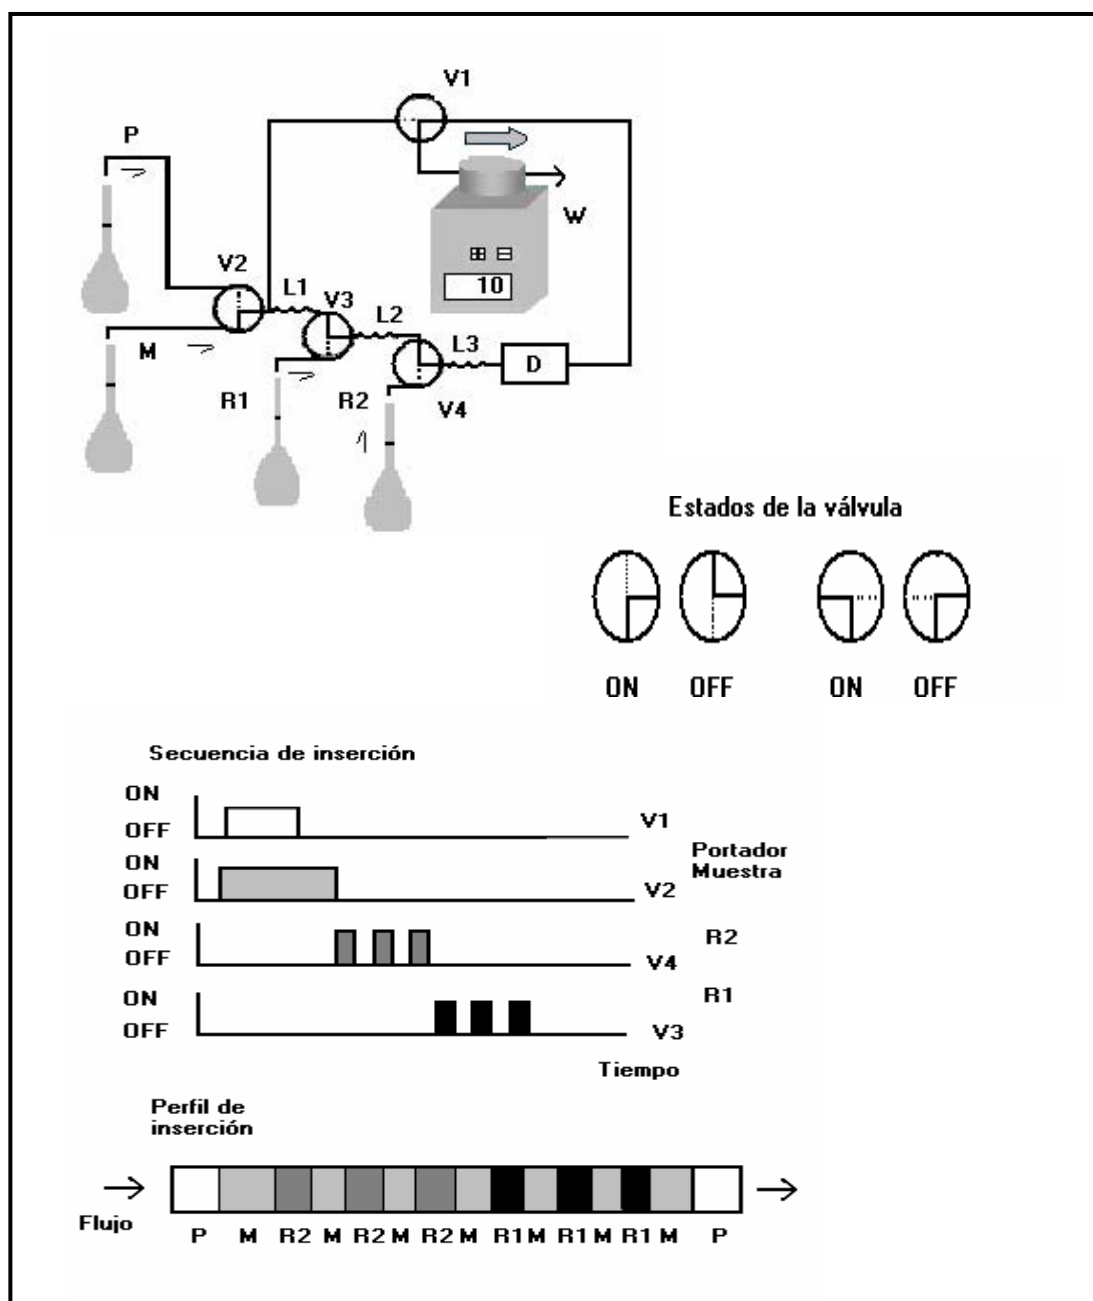 V1
P
W
V2
L1
V3
10
L2
M
L3
D
R1
R2
V4
Estados de la válvula
ON OFF ON OFF
Secuencia de inserción
ON
OFF
V1
Portador
Muestra
ON
OFF
V2
ON
OFF
V4
R2
ON
OFF
V3
R1
Tiempo
Perfil de
inserción
Flujo
P M R2 M R2 M R2 M R1 M R1 M R1 M P